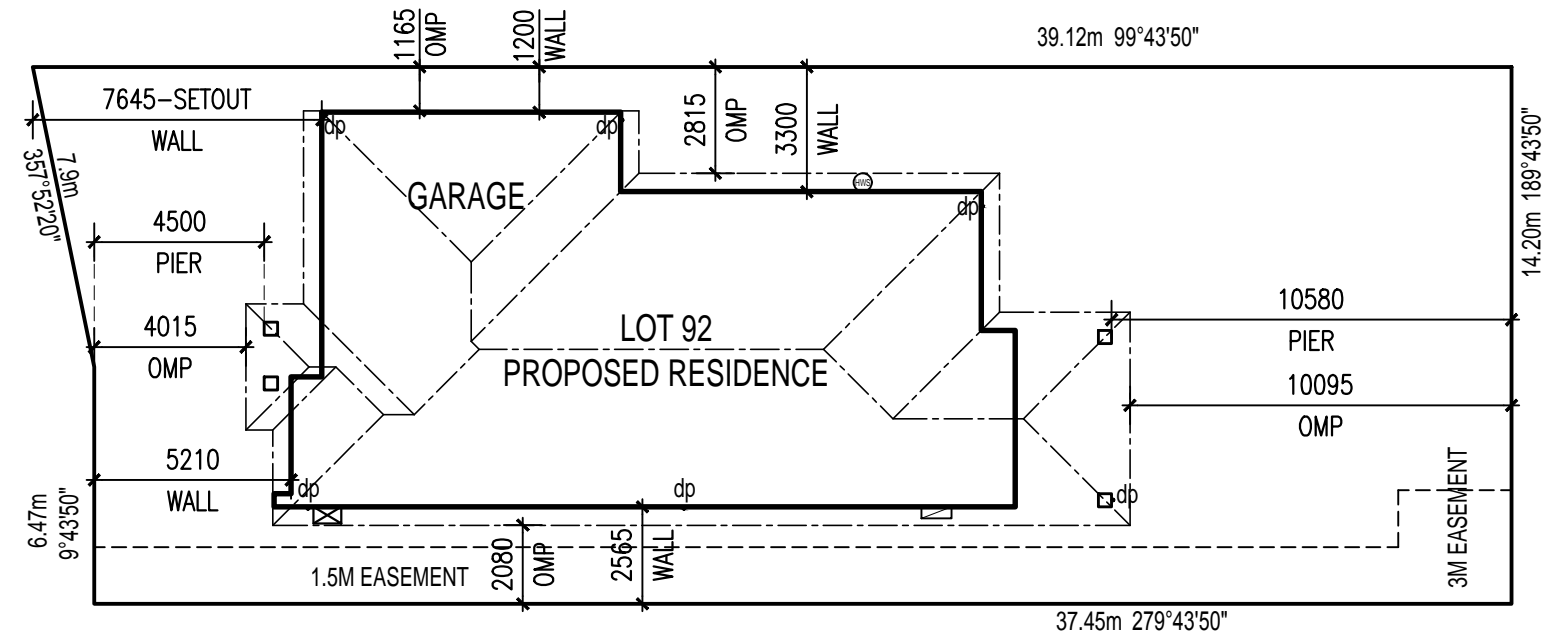 1165
OMP
1200
WALL
39.12m 99°43'50"
7645-SETOUT
WALL
dp
dp
2815
OMP
3300
WALL
HWS
7.9m
357°52'20"
GARAGE
dp
14.20m 189°43'50"
4500
PIER
4015
OMP
LOT 92
PROPOSED RESIDENCE
10580
PIER
10095
OMP
5210
WALL
dp
dp
dp
6.47m
9°43'50"
1.5M EASEMENT
2080
OMP
2565
WALL
3M EASEMENT
37.45m 279°43'50"